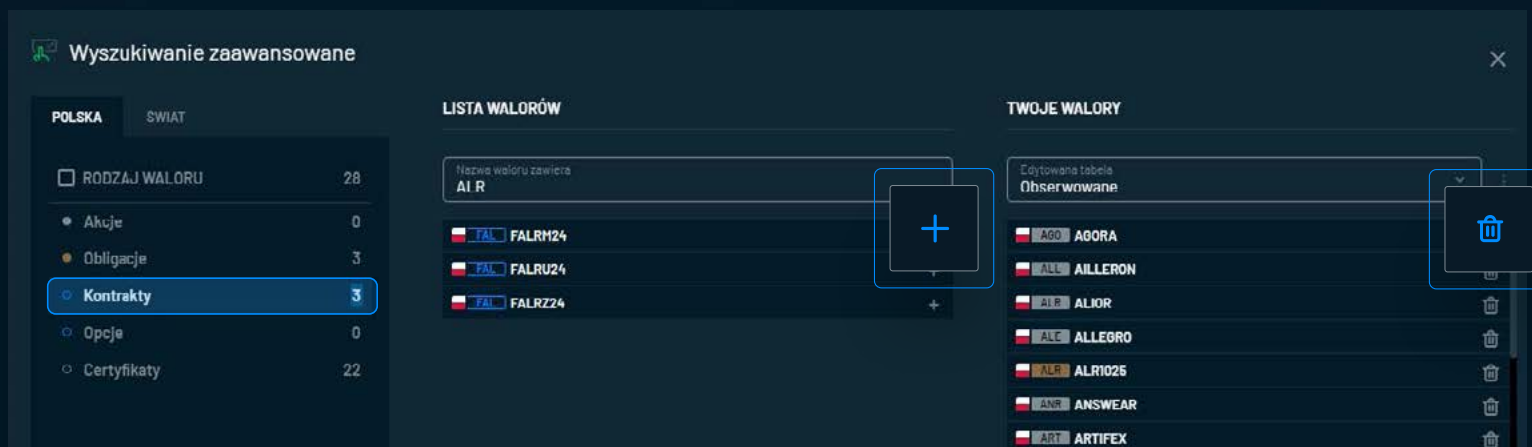 Wyszukiwanie zaawansowane
POLSKA ŚWIAT
RODZAJ WALORU 28
Akcje 0
Obligacje 3
Kontrakty 3
Opcje 0
Certyfikaty 22
LISTA WALORÓW
Nazwa waloru zawiera
ALR
FAL FALRM24
FAL FALRU24
FAL FALRZ24
TWOJE WALORY
Edytowana tabela
Obserwowane
AGO AGORA
ALL AILLERON
ALR ALIOR
ALE ALLEGRO
ALR ALR1025
ANR ANSWEAR
ART ARTIFEX